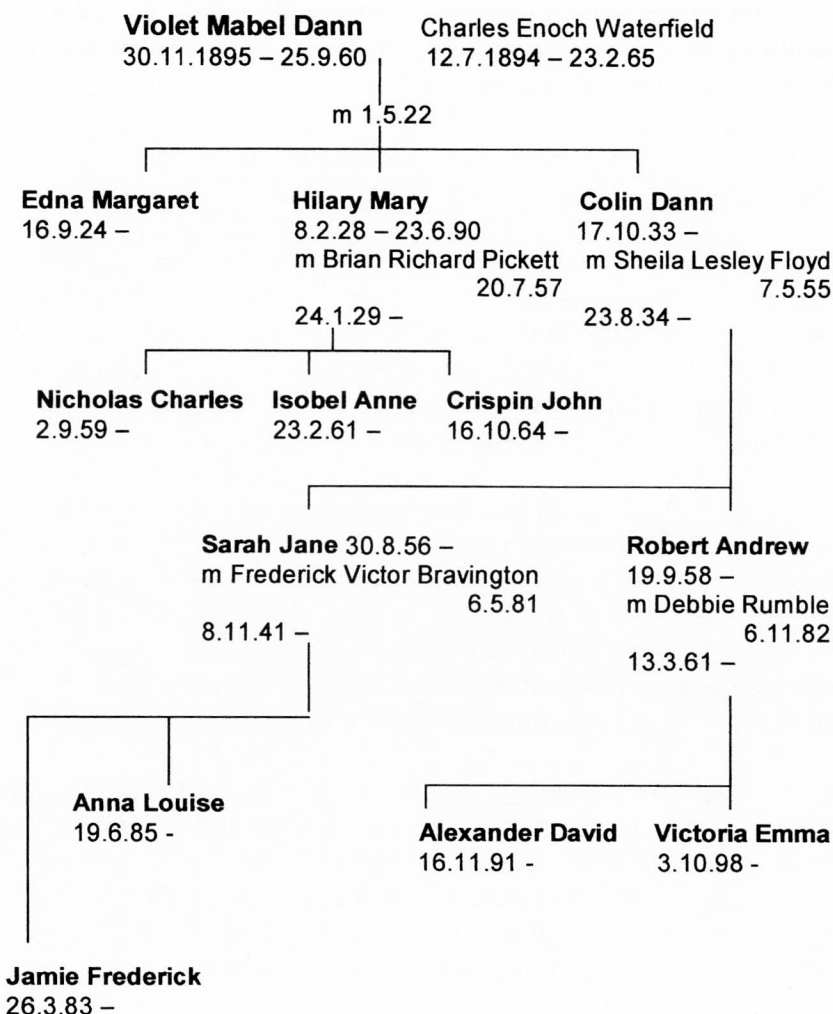 Violet Mabel Dann Charles Enoch Waterfield
30.11.1895 – 25.9.60 12.7.1894 – 23.2.65
m 1.5.22
Edna Margaret Hilary Mary Colin Dann
16.9.24 – 8.2.28 – 23.6.90 17.10.33 –
m Brian Richard Pickett m Sheila Lesley Floyd
20.7.57 7.5.55
24.1.29 – 23.8.34 –
Nicholas Charles Isobel Anne Crispin John
2.9.59 – 23.2.61 – 16.10.64 –
Sarah Jane 30.8.56 – Robert Andrew
m Frederick Victor Bravington 19.9.58 –
6.5.81 m Debbie Rumble
8.11.41 – 6.11.82
13.3.61 –
Anna Louise
19.6.85 -
Alexander David Victoria Emma
16.11.91 - 3.10.98 -
Jamie Frederick
26.3.83 –